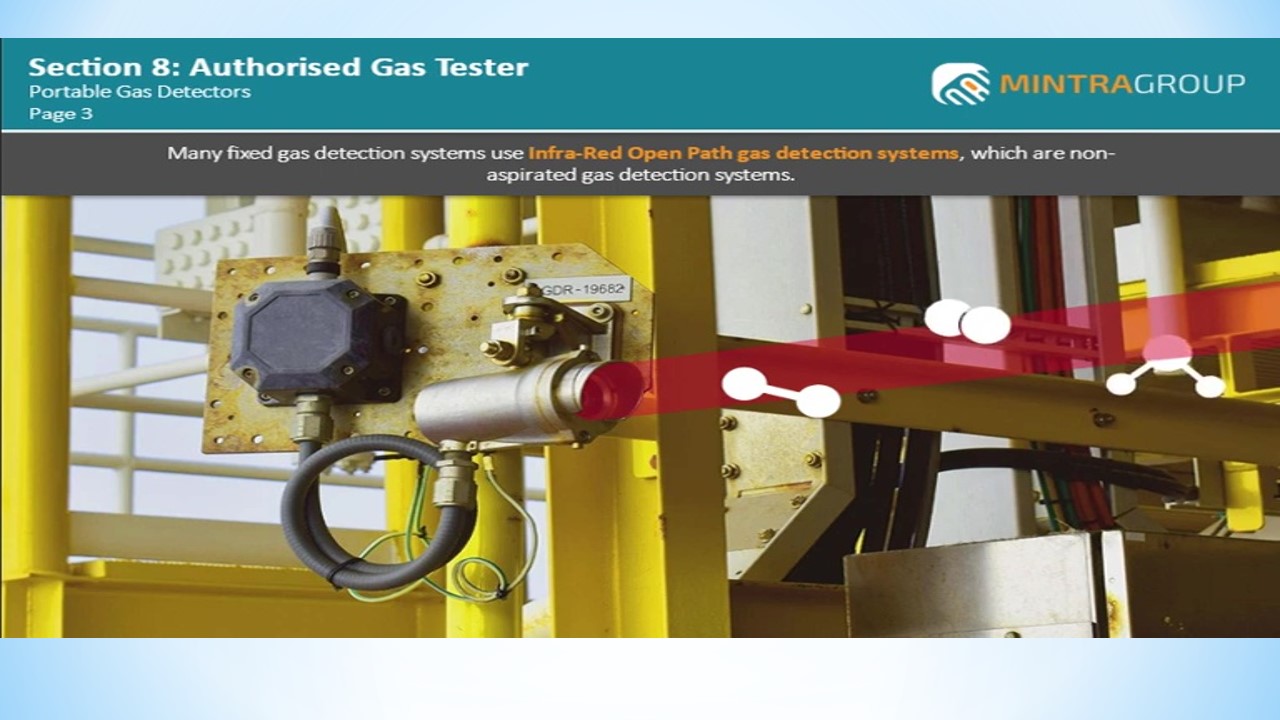 Section 8: Authorised Gas Tester
Portable Gas Detectors
Page 3
MINTRAGROUP
Many fixed gas detection systems use Infra-Red Open Path gas detection systems, which are non-
aspirated gas detection systems.
GDR-19682